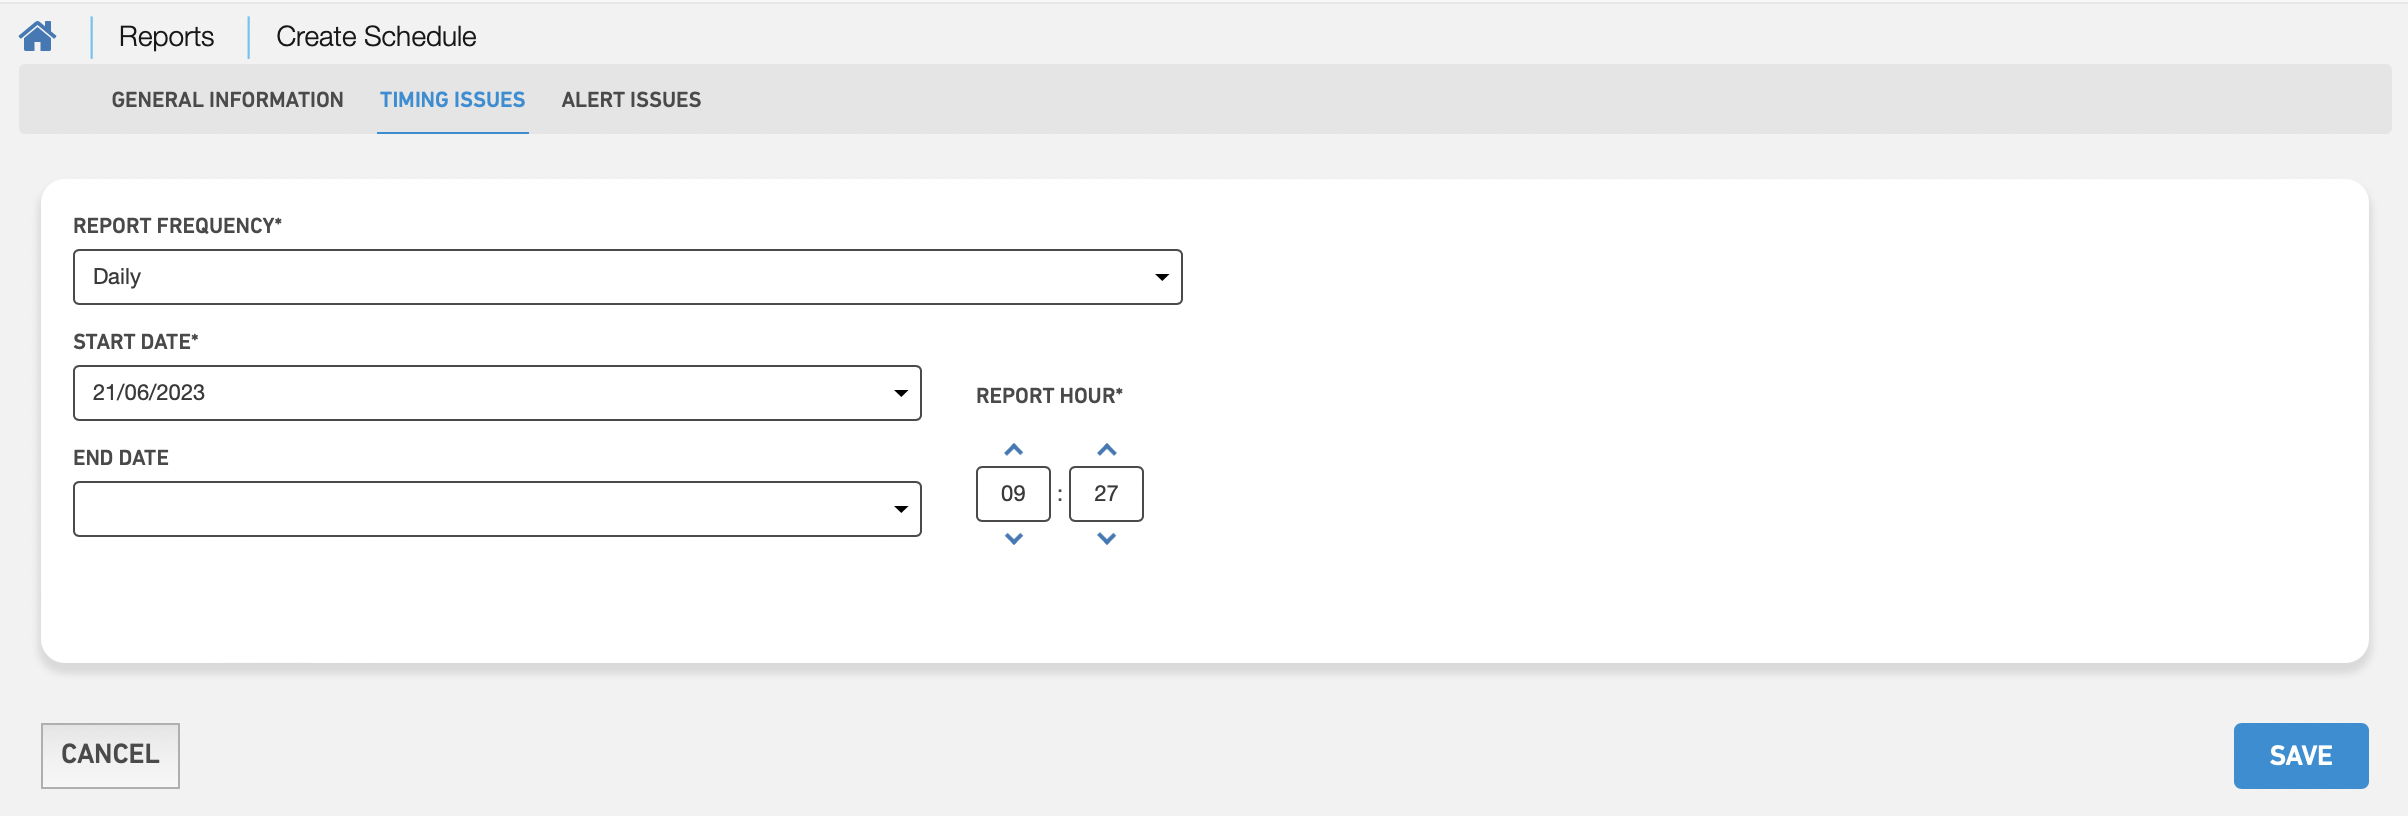 Reports Create Schedule
GENERAL INFORMATION TIMING ISSUES ALERT ISSUES
REPORT FREQUENCY*
Daily
START DATE*
21/06/2023
REPORT HOUR*
END DATE
09 : 27
CANCEL
SAVE